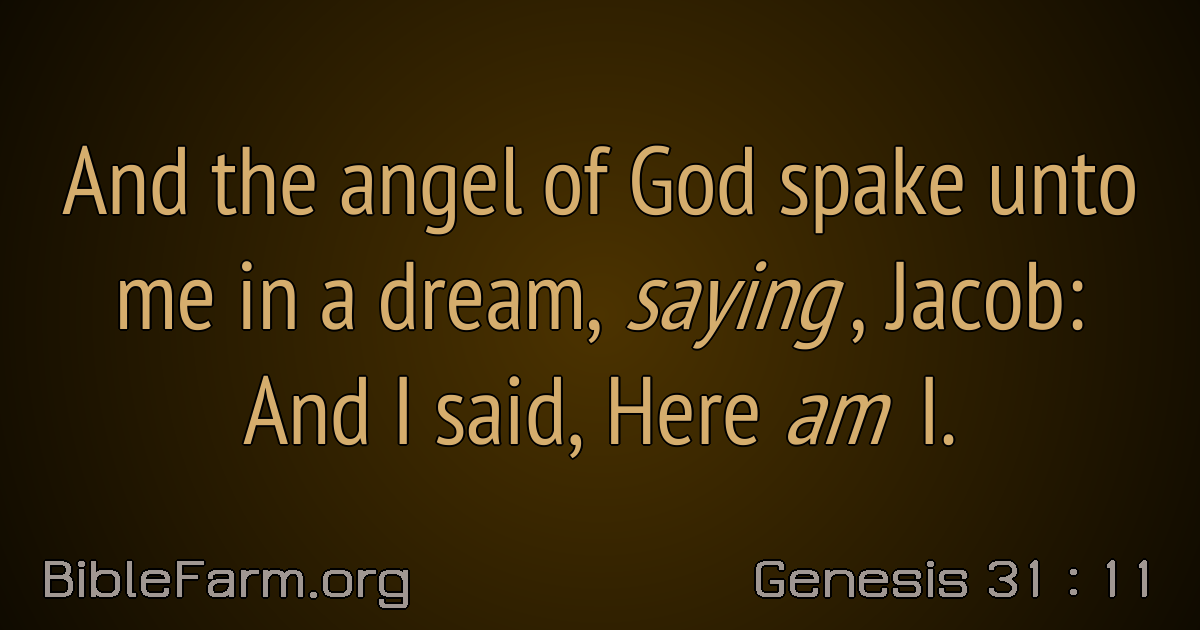 And the angel of God spake unto
me in a dream, saying , Jacob:
And I said, Here am I.
BibleFarm.org
Genesis 31 : 11